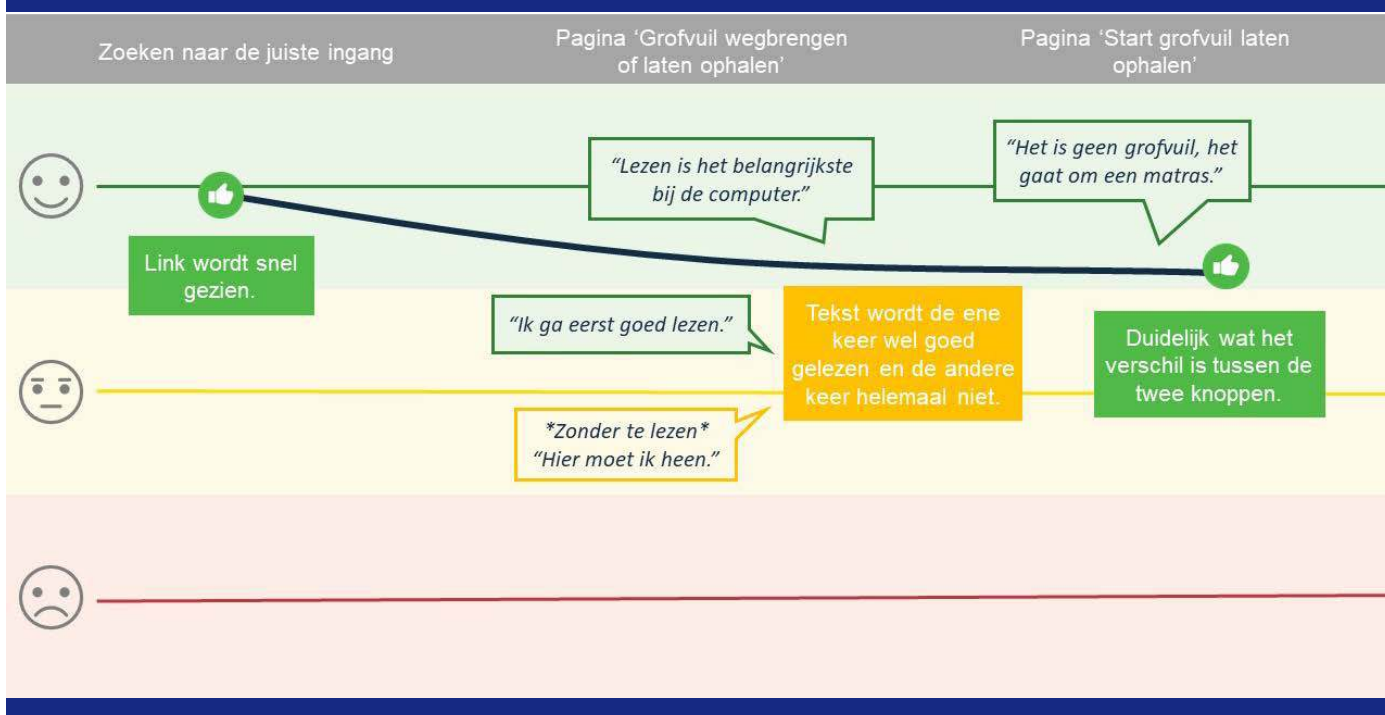 Zoeken naar de juiste ingang
Pagina ‘Grofvuil wegbrengen
of laten ophalen’
Pagina ‘Start grofvuil laten
ophalen’
“Lezen is het belangrijkste
bij de computer.”
“Het is geen grofvuil, het
gaat om een matras.”
Link wordt snel
gezien.
“Ik ga eerst goed lezen.”
Tekst wordt de ene
keer wel goed
gelezen en de andere
keer helemaal niet.
Duidelijk wat het
verschil is tussen de
twee knoppen.
*Zonder te lezen*
“Hier moet ik heen.”